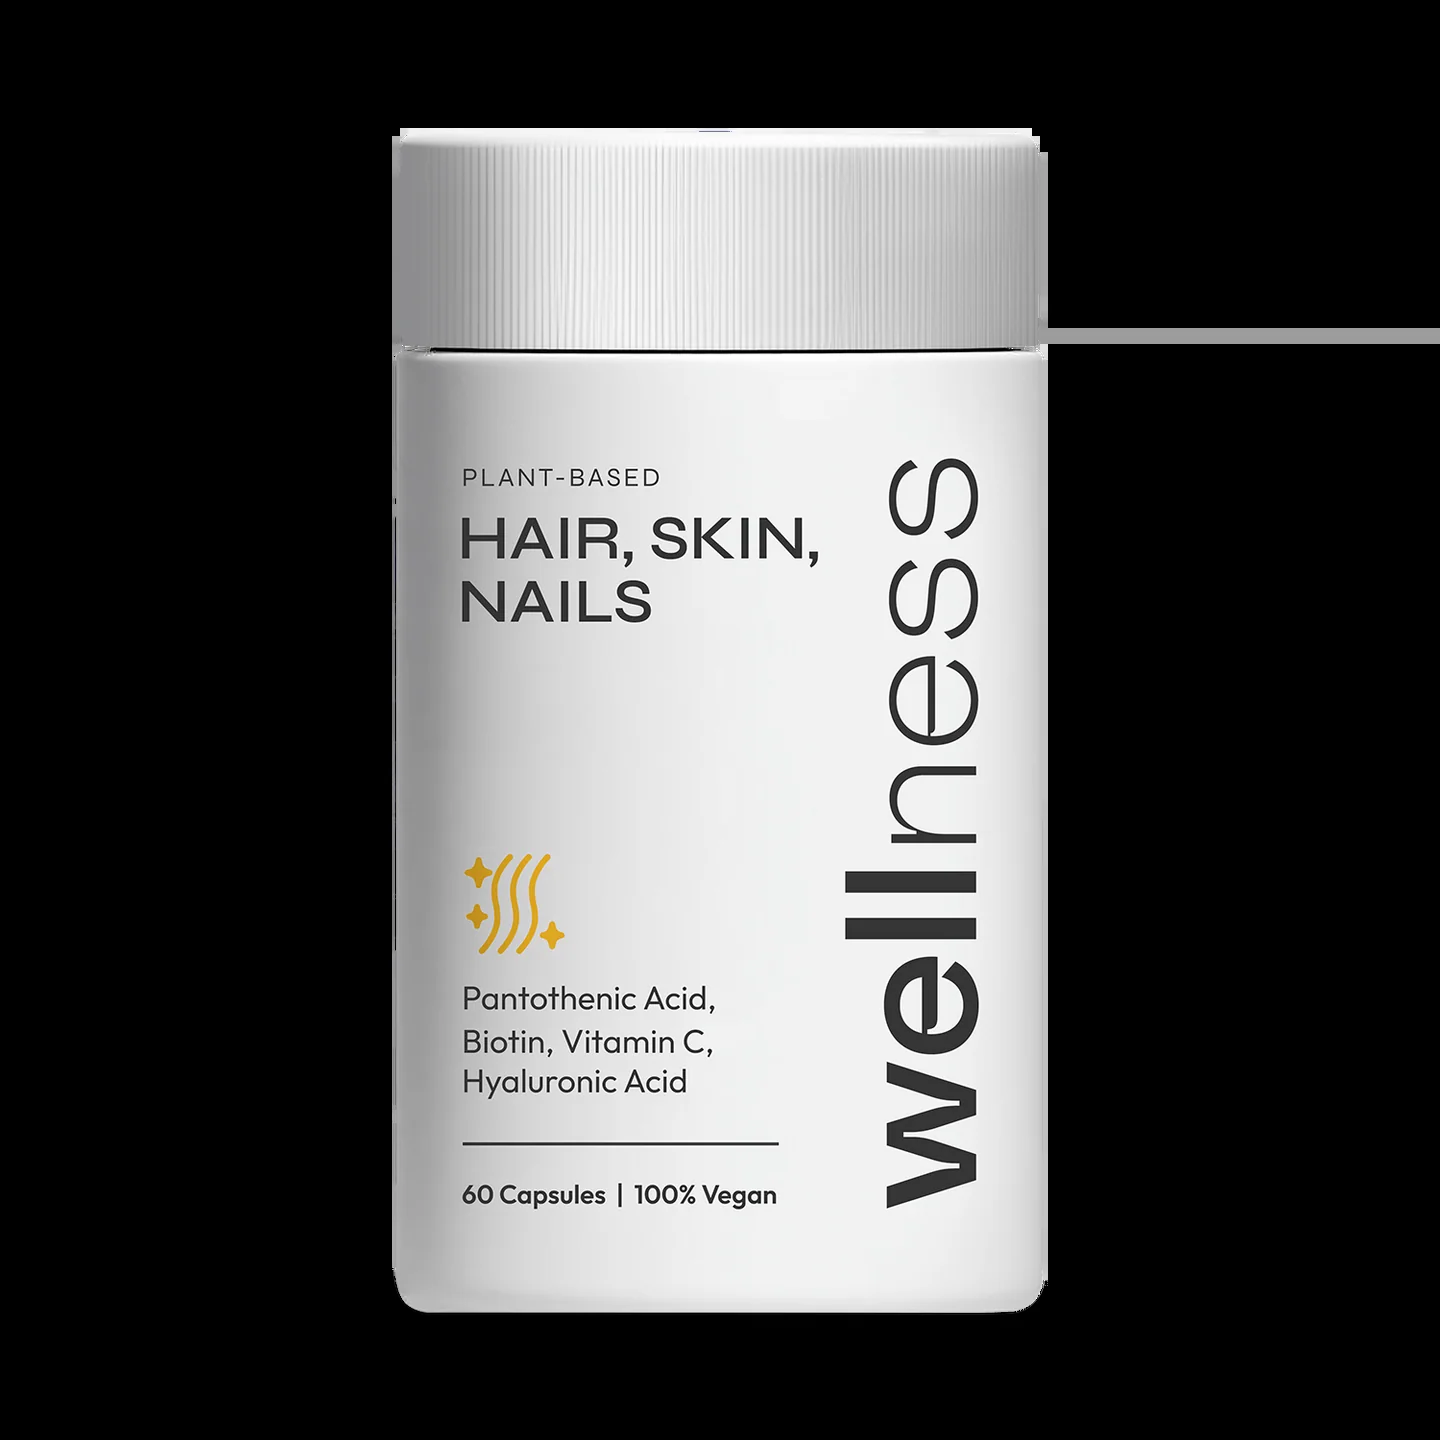 PLANT-BASED
HAIR, SKIN,
NAILS
Pantothenic Acid,
Biotin, Vitamin C,
Hyaluronic Acid
60 Capsules | 100% Vegan
wellness